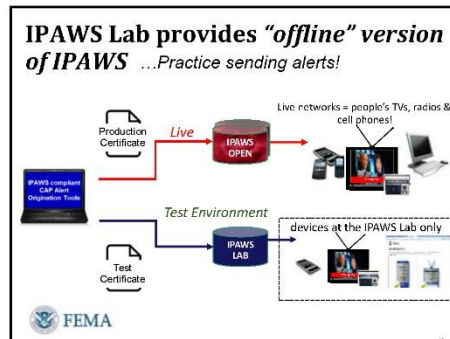 IPAWS Lab provides “offline” version
of IPAWS ...Practice sending alerts!
Live networks = people's TVs, radios &
cell phones!
Production
Certificate
Live
IPAWS
OPEN
IPAWS compliant
CAP Alert
Origination Tools
Test Environment
devices at the IPAWS Lab only
IPAWS
LAB
Test
Certificate
FEMA